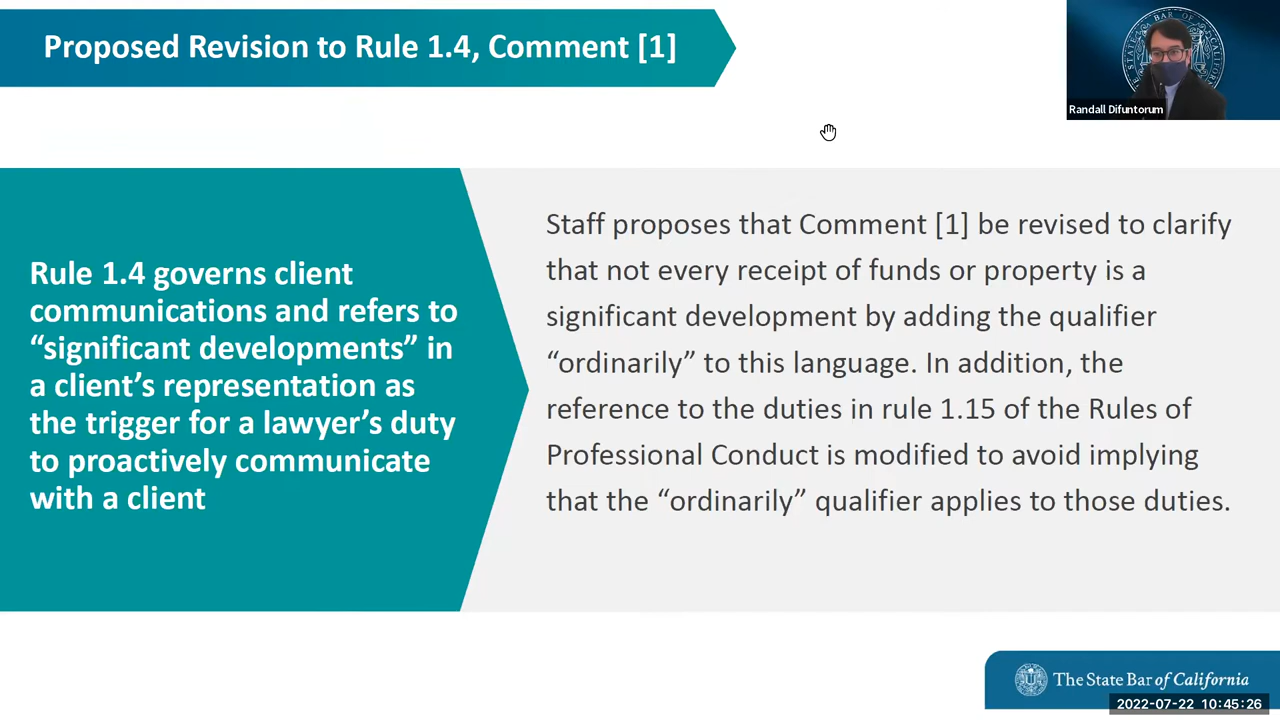 Proposed Revision to Rule 1.4, Comment [1]
Randall Difuntorum
Rule 1.4 governs client
communications and refers to
“significant developments” in
a client’s representation as
the trigger for a lawyer’s duty
to proactively communicate
with a client
Staff proposes that Comment [1] be revised to clarify
that not every receipt of funds or property is a
significant development by adding the qualifier
“ordinarily” to this language. In addition, the
reference to the duties in rule 1.15 of the Rules of
Professional Conduct is modified to avoid implying
that the “ordinarily” qualifier applies to those duties.
The State Bar of California
2022-07-22 10:45:26